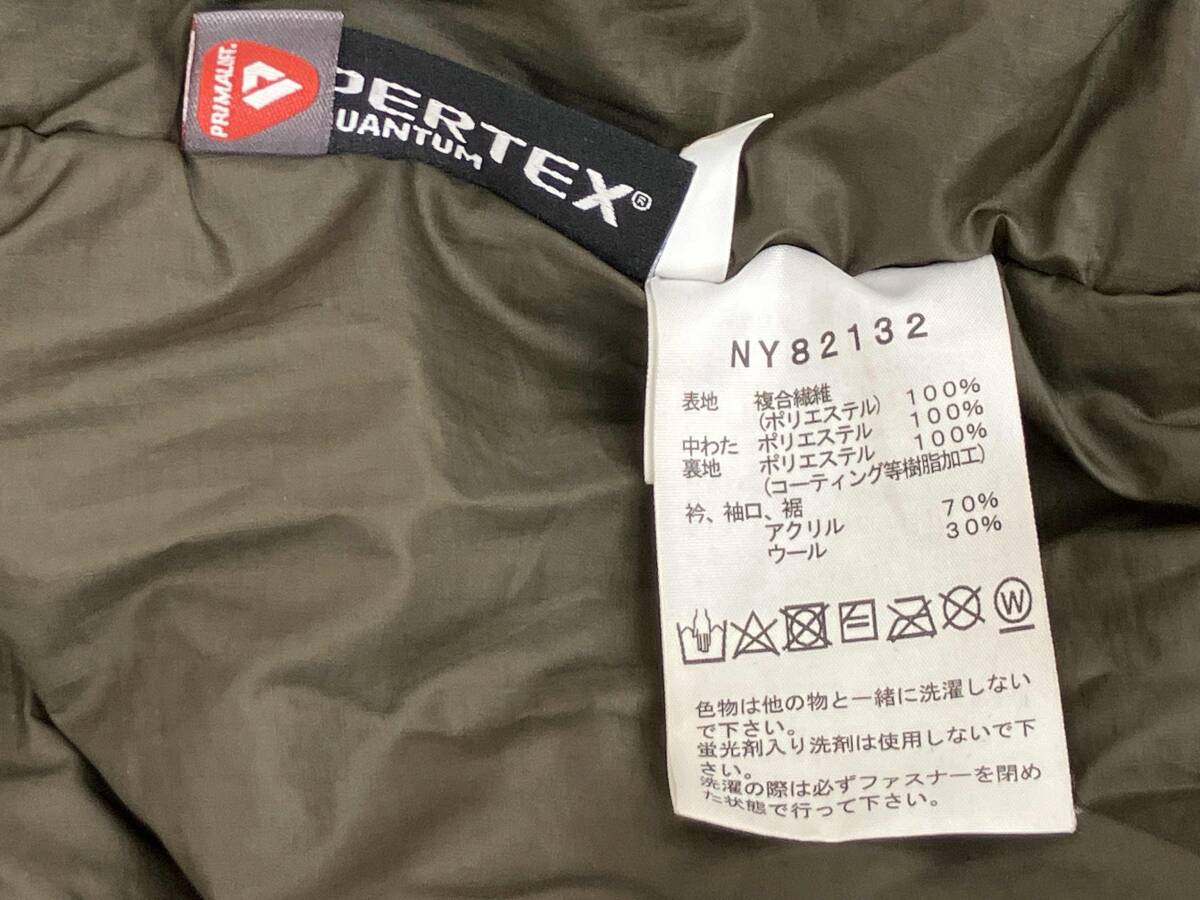 PRIMALOFT®
PERTEX®
UANTUM
NY82132
表地 複合繊維 100%
(ポリエステル)
中わた ポリエステル 100%
裏地 ポリエステル 100%
(コーティング等樹脂加工)
衿、袖口、裾
アクリル 70%
ウール 30%
W
色物は他の物と一緒に洗濯しない
で下さい。
蛍光剤入り洗剤は使用しないで下
さい。
洗濯の際は必ずファスナーを閉め
た状態で行って下さい。